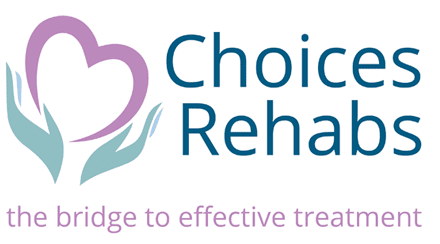 Choices
Rehabs
the bridge to effective treatment